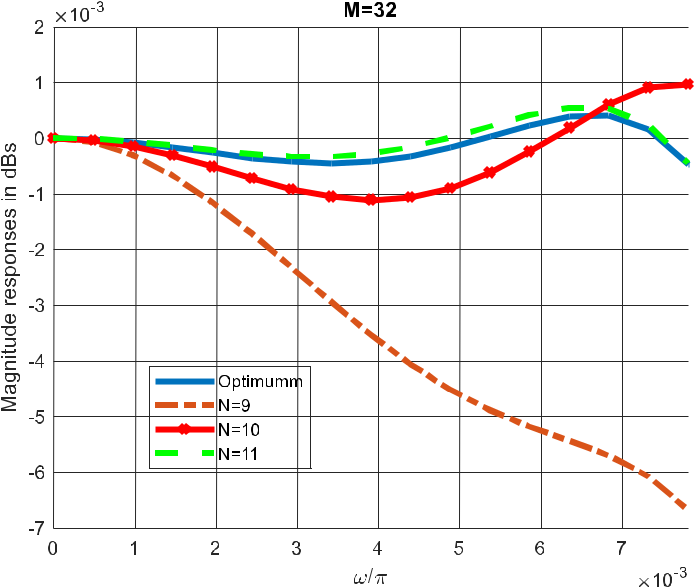 M=32
×10⁻³
2
1
0
-1
-2
-3
-4
-5
-6
-7
Magnitude responses in dBs
Optimumm
N=9
N=10
N=11
0 1 2 3 4 5 6 7
ω/π
×10⁻³